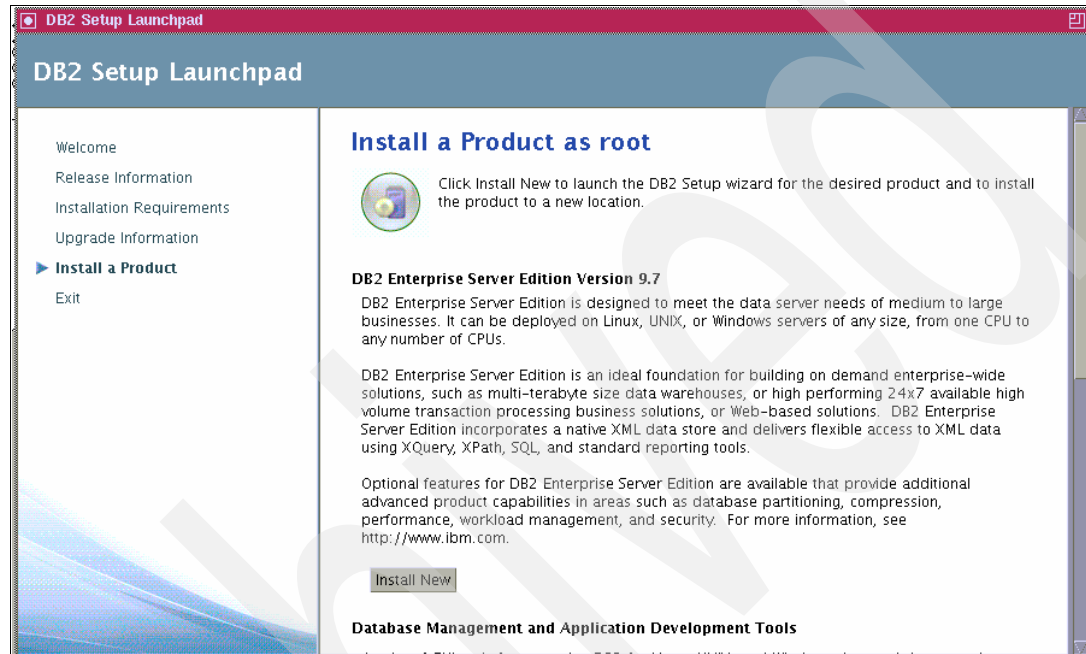 DB2 Setup Launchpad
DB2 Setup Launchpad
Welcome
Release Information
Installation Requirements
Upgrade Information
Install a Product
Exit
Install a Product as root
Click Install New to launch the DB2 Setup wizard for the desired product and to install
the product to a new location.
DB2 Enterprise Server Edition Version 9.7
DB2 Enterprise Server Edition is designed to meet the data server needs of medium to large
businesses. It can be deployed on Linux, UNIX, or Windows servers of any size, from one CPU to
any number of CPUs.
DB2 Enterprise Server Edition is an ideal foundation for building on demand enterprise-wide
solutions, such as multi-terabyte size data warehouses, or high performing 24x7 available high
volume transaction processing business solutions, or Web-based solutions. DB2 Enterprise
Server Edition incorporates a native XML data store and delivers flexible access to XML data
using XQuery, XPath, SQL, and standard reporting tools.
Optional features for DB2 Enterprise Server Edition are available that provide additional
advanced product capabilities in areas such as database partitioning, compression,
performance, workload management, and security. For more information, see
http://www.ibm.com.
Install New
Database Management and Application Development Tools